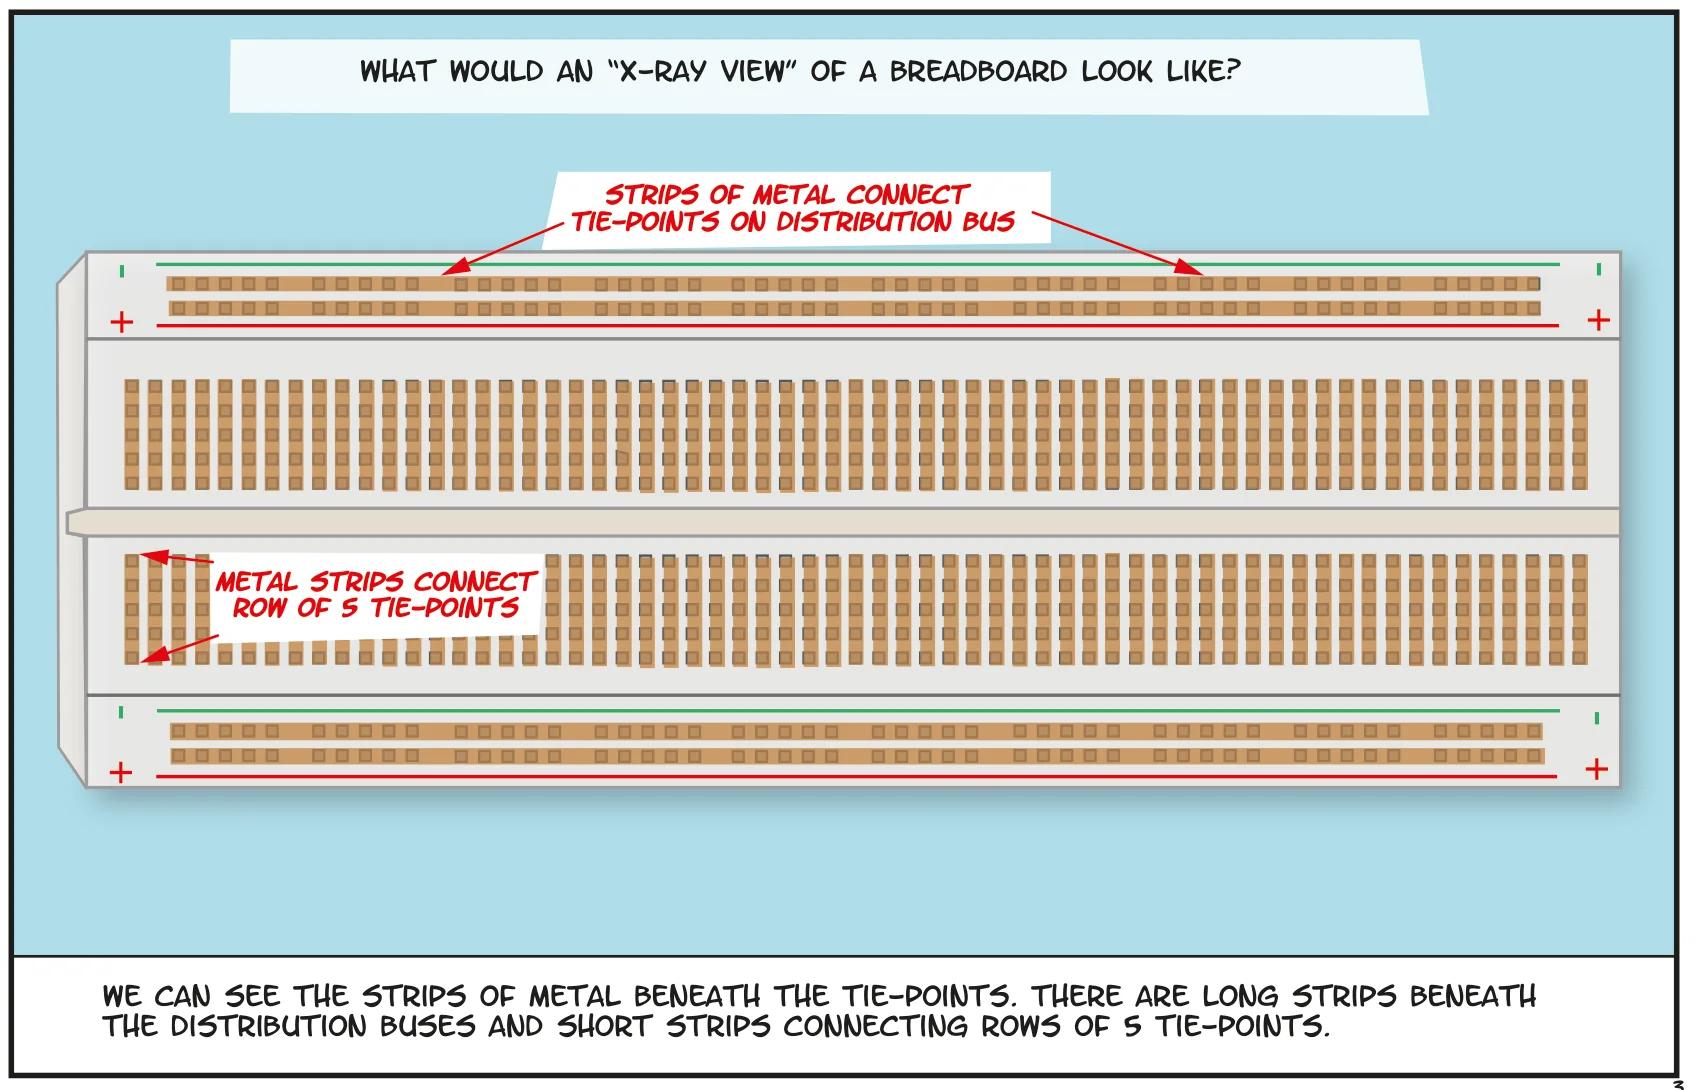 WHAT WOULD AN “X-RAY VIEW” OF A BREADBOARD LOOK LIKE?
STRIPS OF METAL CONNECT
TIE-POINTS ON DISTRIBUTION BUS
METAL STRIPS CONNECT
ROW OF 5 TIE-POINTS
WE CAN SEE THE STRIPS OF METAL BENEATH THE TIE-POINTS. THERE ARE LONG STRIPS BENEATH
THE DISTRIBUTION BUSES AND SHORT STRIPS CONNECTING ROWS OF 5 TIE-POINTS.
3